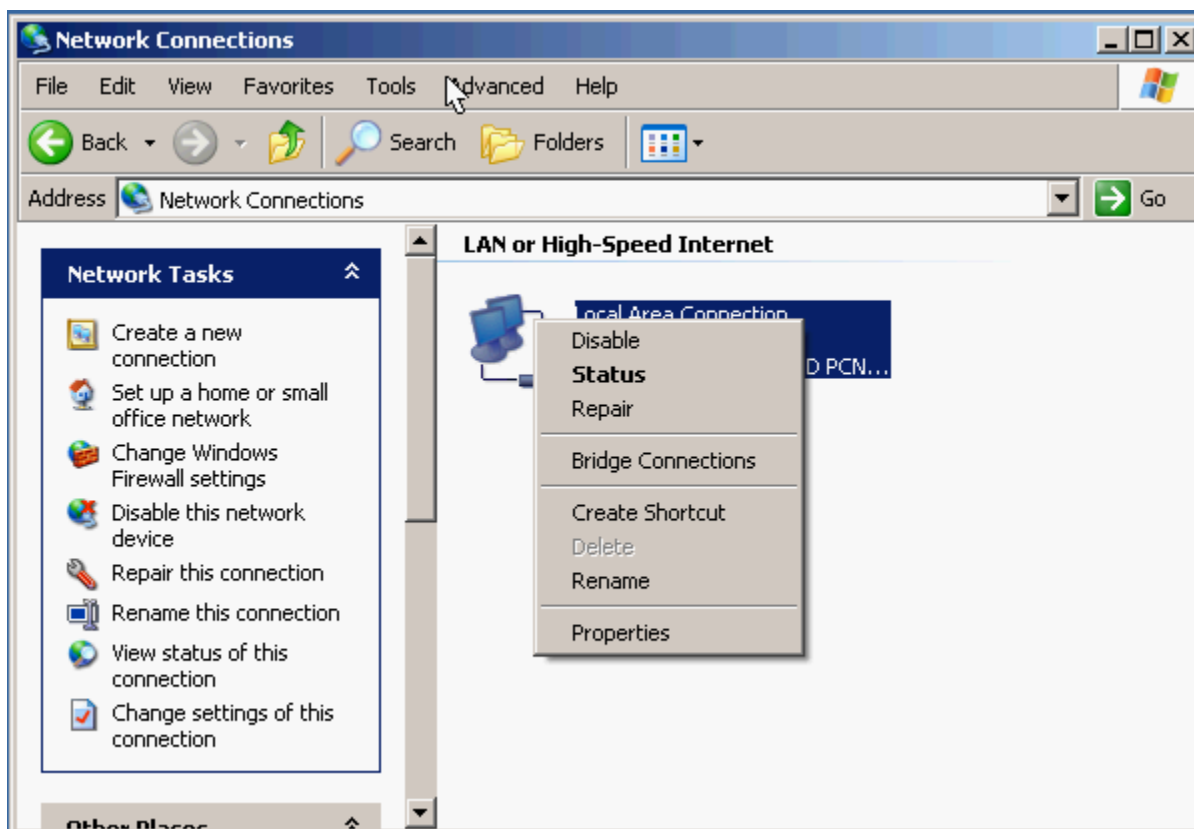 Network Connections
File Edit View Favorites Tools Advanced Help
Back Search Folders
Address Network Connections Go
Network Tasks
Create a new
connection
Set up a home or small
office network
Change Windows
Firewall settings
Disable this network
device
Repair this connection
Rename this connection
View status of this
connection
Change settings of this
connection
Other Places
LAN or High-Speed Internet
Local Area Connection
D PCN...
Disable
Status
Repair
Bridge Connections
Create Shortcut
Delete
Rename
Properties